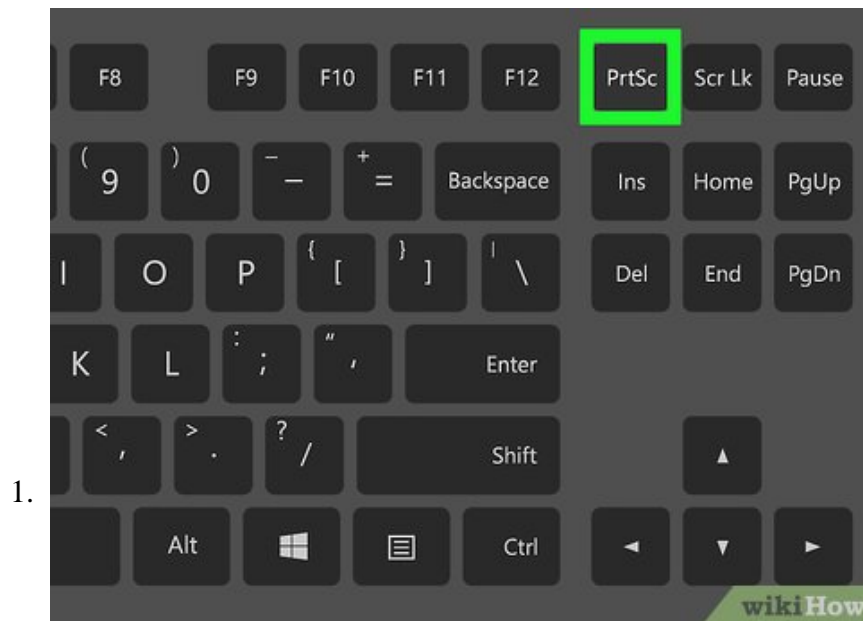 F8 F9 F10 F11 F12 PrtSc Scr Lk Pause
( 9 ) 0 _ – + = Backspace Ins Home PgUp
I O P { [ } ] | \ Del End PgDn
K L : ; " ' Enter
< , > . ? / Shift
1.
Alt Ctrl
wikiHow